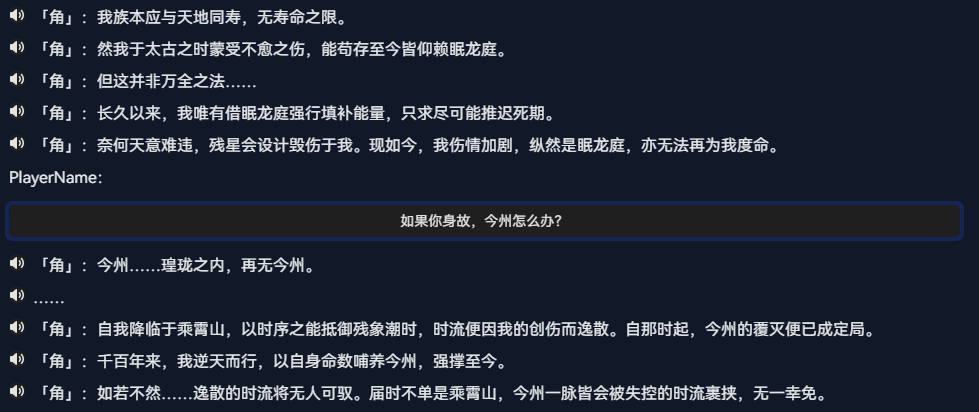 「角」：我族本应与天地同寿，无寿命之限。
「角」：然我于太古之时蒙受不愈之伤，能苟存至今皆仰赖眠龙庭。
「角」：但这并非万全之法……
「角」：长久以来，我唯有借眠龙庭强行填补能量，只求尽可能推迟死期。
「角」：奈何天意难违，残星会设计毁伤于我。现如今，我伤情加剧，纵然是眠龙庭，亦无法再为我度命。
PlayerName：
如果你身故，今州怎么办？
「角」：今州……瑝珑之内，再无今州。
……
「角」：自我降临于乘霄山，以时序之能抵御残象潮时，时流便因我的创伤而逸散。自那时起，今州的覆灭便已成定局。
「角」：千百年来，我逆天而行，以自身命数哺养今州，强撑至今。
「角」：如若不然……逸散的时流将无人可驭。届时不单是乘霄山，今州一脉皆会被失控的时流裹挟，无一幸免。